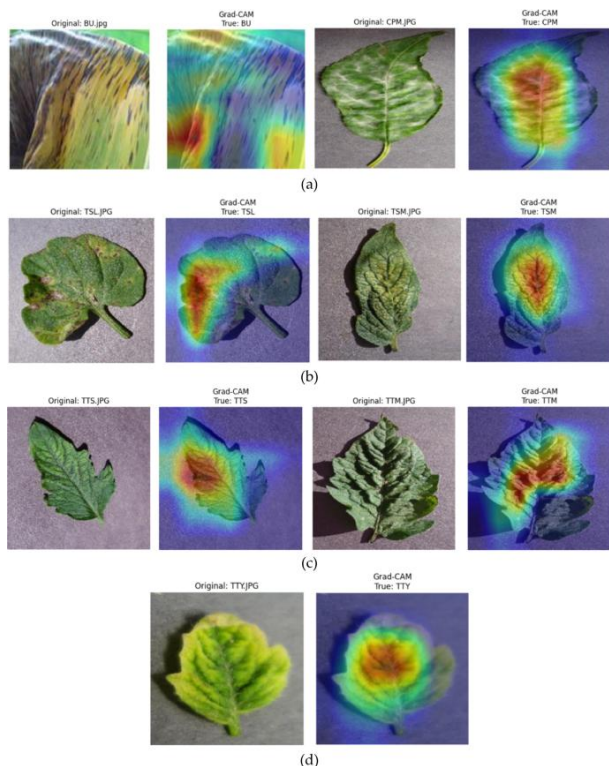 Original: BU.jpg
Grad-CAM
True: BU
Original: CPM.JPG
Grad-CAM
True: CPM
(a)
Original: TSL.JPG
Grad-CAM
True: TSL
Original: TSM.JPG
Grad-CAM
True: TSM
(b)
Original: TTS.JPG
Grad-CAM
True: TTS
Original: TTM.JPG
Grad-CAM
True: TTM
(c)
Original: TTY.JPG
Grad-CAM
True: TTY
(d)